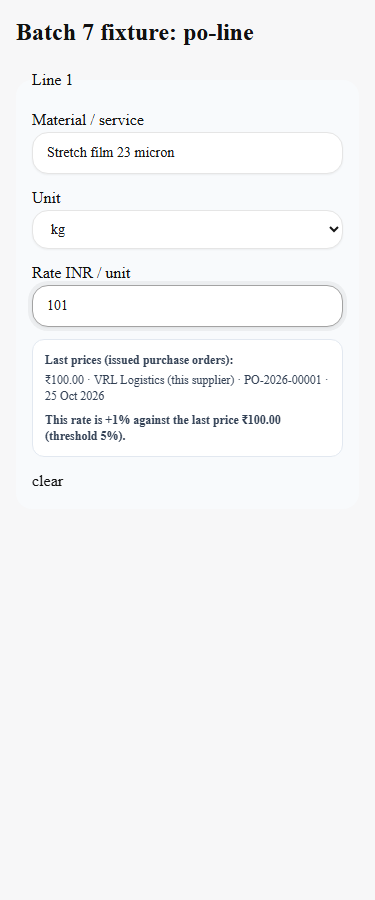 Batch 7 fixture: po-line
Line 1
Material / service
Stretch film 23 micron
Unit
kg
Rate INR / unit
101
Last prices (issued purchase orders):
₹100.00 · VRL Logistics (this supplier) · PO-2026-00001 ·
25 Oct 2026
This rate is +1% against the last price ₹100.00
(threshold 5%).
clear